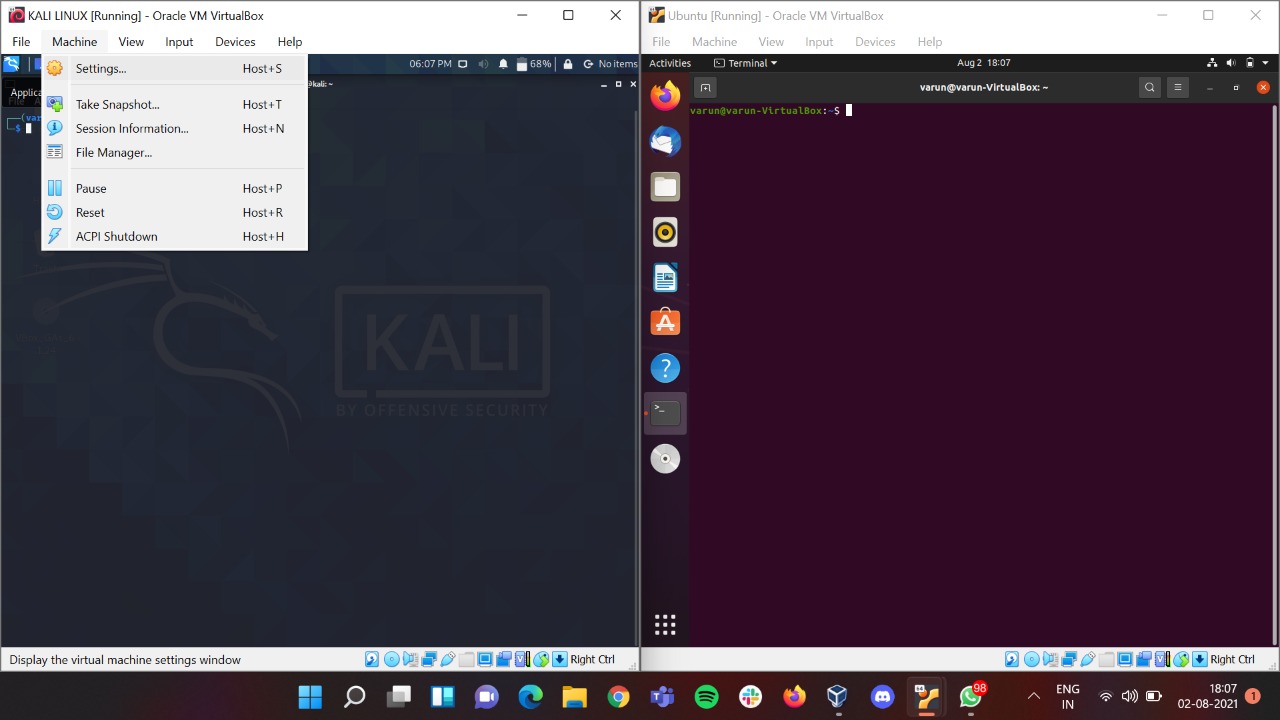 KALI LINUX [Running] - Oracle VM VirtualBox
File Machine View Input Devices Help
Settings... Host+S
Take Snapshot... Host+T
Session Information... Host+N
File Manager... 
Pause Host+P
Reset Host+R
ACPI Shutdown Host+H
06:07 PM 68% No items
Applica
@kali: ~
File A
(var
$
KALI
BY OFFENSIVE SECURITY
Display the virtual machine settings window
Right Ctrl
Ubuntu [Running] - Oracle VM VirtualBox
File Machine View Input Devices Help
Activities Terminal Aug 2 18:07
varun@varun-VirtualBox: ~
varun@varun-VirtualBox:~$
Right Ctrl
98
ENG
IN
18:07
02-08-2021
1